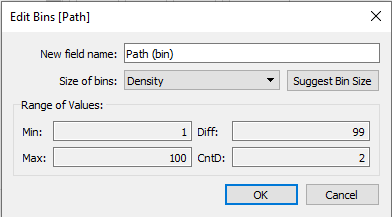 Edit Bins [Path]
New field name: Path (bin)
Size of bins: Density Suggest Bin Size
Range of Values:
Min: 1 Diff: 99
Max: 100 CntD: 2
OK Cancel